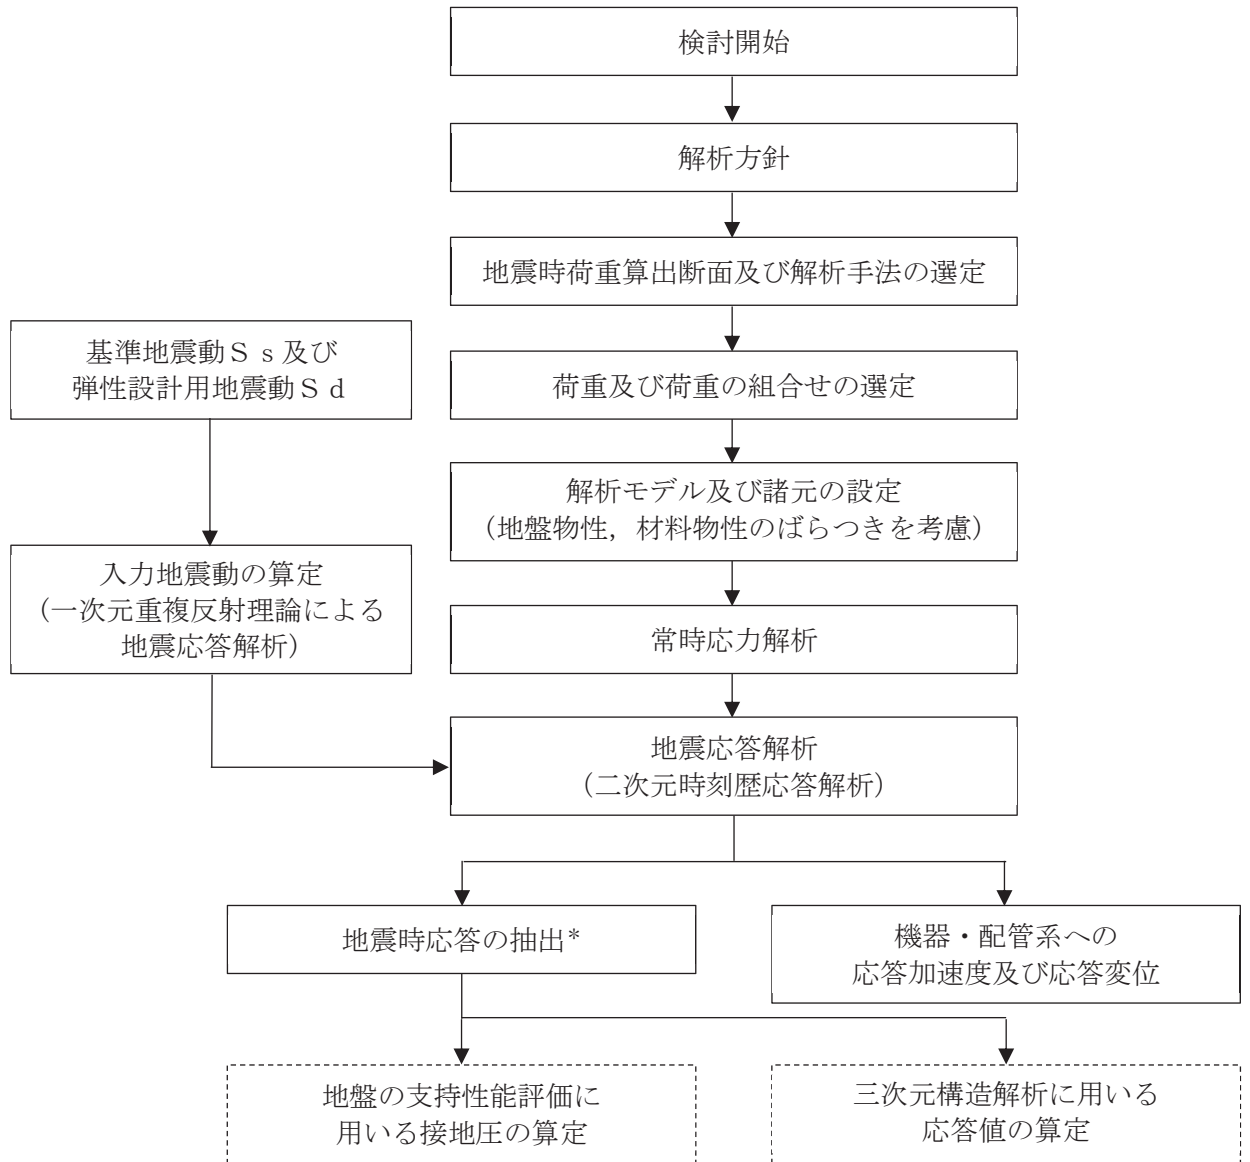 検討開始
解析方針
地震時荷重算出断面及び解析手法の選定
基準地震動Ｓｓ及び
弾性設計用地震動Ｓｄ
荷重及び荷重の組合せの選定
解析モデル及び諸元の設定
（地盤物性，材料物性のばらつきを考慮）
入力地震動の算定
（一次元重複反射理論による
地震応答解析）
常時応力解析
地震応答解析
（二次元時刻歴応答解析）
地震時応答の抽出*
機器・配管系への
応答加速度及び応答変位
地盤の支持性能評価に
用いる接地圧の算定
三次元構造解析に用いる
応答値の算定